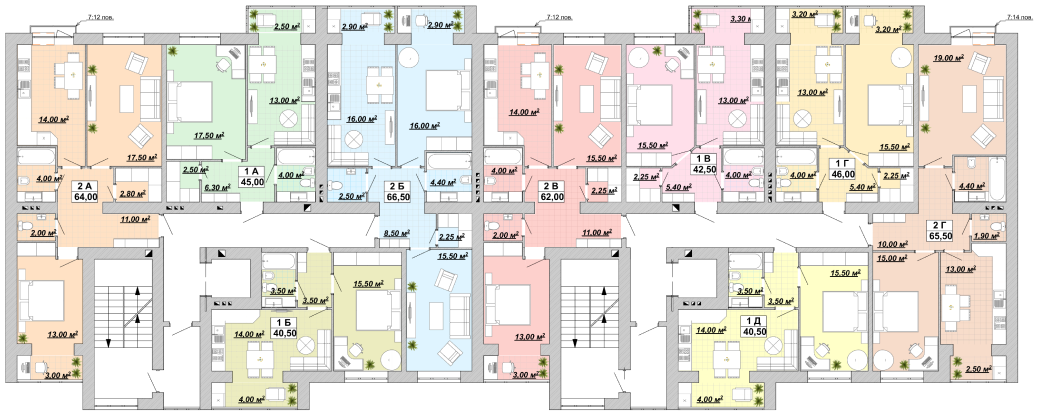 7:12 пов.
7:12 пов.
7:14 пов.
2.50 м²
2.90 м²
2.90 м²
3.30 м²
3.20 м²
3.20 м²
19.00 м²
14.00 м²
17.50 м²
17.50 м²
13.00 м²
16.00 м²
16.00 м²
14.00 м²
15.50 м²
15.50 м²
13.00 м²
13.00 м²
15.50 м²
4.00 м²
2 А
64,00
2.80 м²
2.50 м²
6.30 м²
1 А
45,00
4.00 м²
2.50 м²
2 Б
66,50
4.40 м²
4.00 м²
2 В
62,00
2.25 м²
2.25 м²
5.40 м²
1 В
42,50
4.00 м²
4.00 м²
1 Г
46,00
5.40 м²
2.25 м²
4.40 м²
2.00 м²
11.00 м²
8.50 м²
2.25 м²
2.00 м²
11.00 м²
10.00 м²
2 Г
65,50
1.90 м²
13.00 м²
3.00 м²
3.50 м²
3.50 м²
15.50 м²
1 Б
40,50
14.00 м²
4.00 м²
15.50 м²
13.00 м²
3.00 м²
3.50 м²
3.50 м²
15.50 м²
1 Д
40,50
14.00 м²
4.00 м²
15.00 м²
13.00 м²
2.50 м²